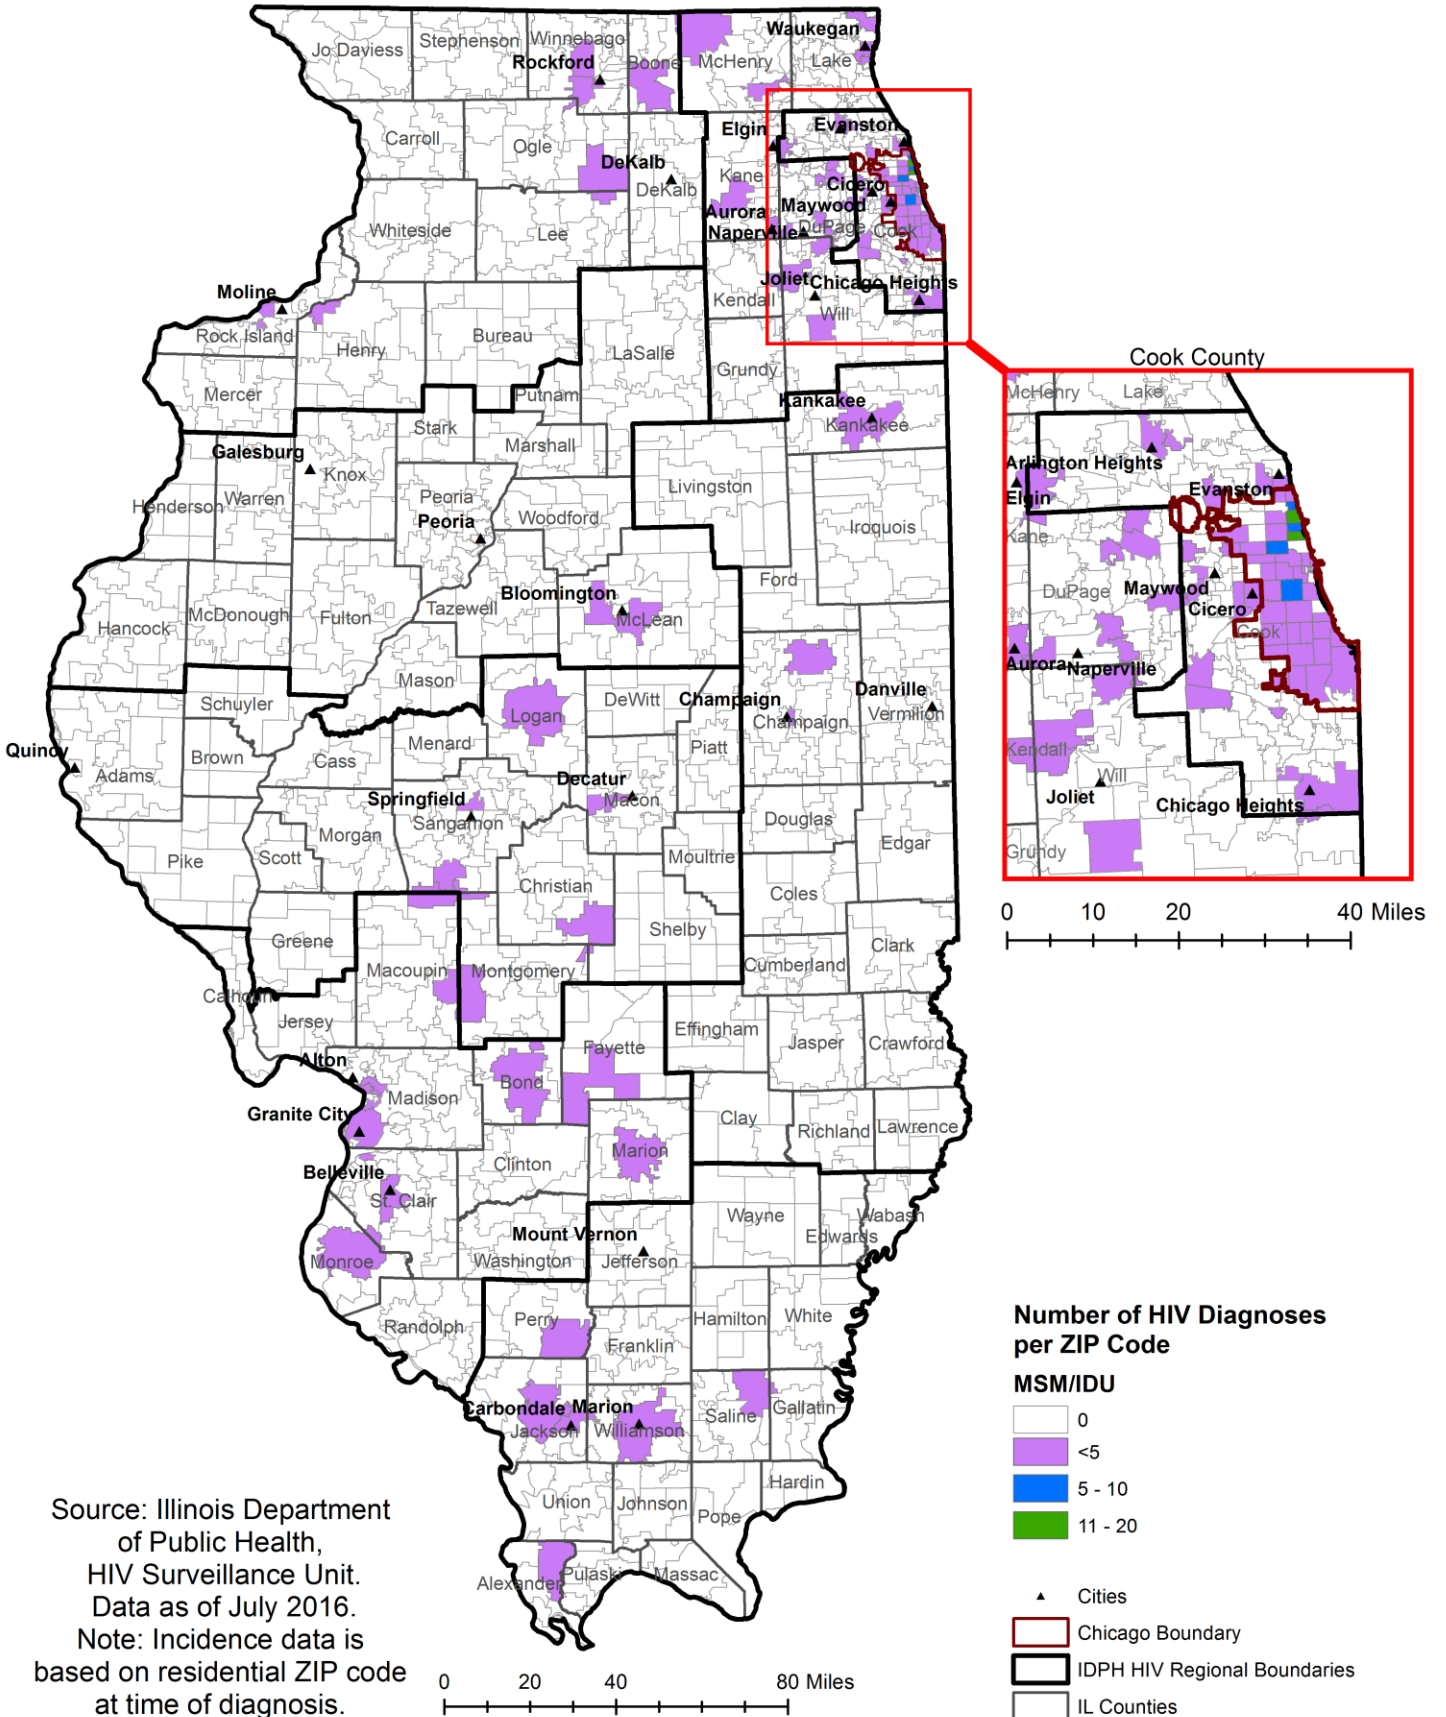 Waukegan
Jo Daviess
Stephenson
Winnebago
Rockford
Boone
McHenry
Lake
Carroll
Ogle
DeKalb
DeKalb
Elgin
Evanston
Kane
Cicero
Maywood
Aurora
Naperville
DuPage
Cook
Whiteside
Lee
Moline
Rock Island
Henry
Bureau
LaSalle
Kendall
Joliet
Chicago Heights
Will
Grundy
Mercer
Putnam
Kankakee
Kankakee
Stark
Marshall
Galesburg
Knox
Henderson
Warren
Peoria
Peoria
Woodford
Livingston
Iroquois
Ford
Bloomington
McLean
Hancock
McDonough
Fulton
Tazewell
Mason
Schuyler
Logan
DeWitt
Champaign
Champaign
Danville
Vermilion
Quincy
Adams
Brown
Cass
Menard
Piatt
Decatur
Macon
Springfield
Sangamon
Morgan
Pike
Scott
Douglas
Edgar
Moultrie
Christian
Coles
Shelby
Greene
Macoupin
Montgomery
Cumberland
Clark
Calhoun
Jersey
Effingham
Jasper
Crawford
Fayette
Alton
Madison
Bond
Granite City
Clay
Richland
Lawrence
Marion
Clinton
Belleville
St. Clair
Wayne
Edwards
Wabash
Mount Vernon
Jefferson
Washington
Monroe
Randolph
Perry
Franklin
Hamilton
White
Carbondale
Jackson
Marion
Williamson
Saline
Gallatin
Hardin
Union
Johnson
Pope
Alexander
Pulaski
Massac
Cook County
McHenry
Lake
Arlington Heights
Elgin
Evanston
Kane
DuPage
Maywood
Cicero
Cook
Aurora
Naperville
Kendall
Will
Joliet
Chicago Heights
Grundy
0 10 20 40 Miles
Number of HIV Diagnoses
per ZIP Code
MSM/IDU
0
<5
5 - 10
11 - 20
Cities
Chicago Boundary
IDPH HIV Regional Boundaries
IL Counties
Source: Illinois Department
of Public Health,
HIV Surveillance Unit.
Data as of July 2016.
Note: Incidence data is
based on residential ZIP code
at time of diagnosis.
0 20 40 80 Miles